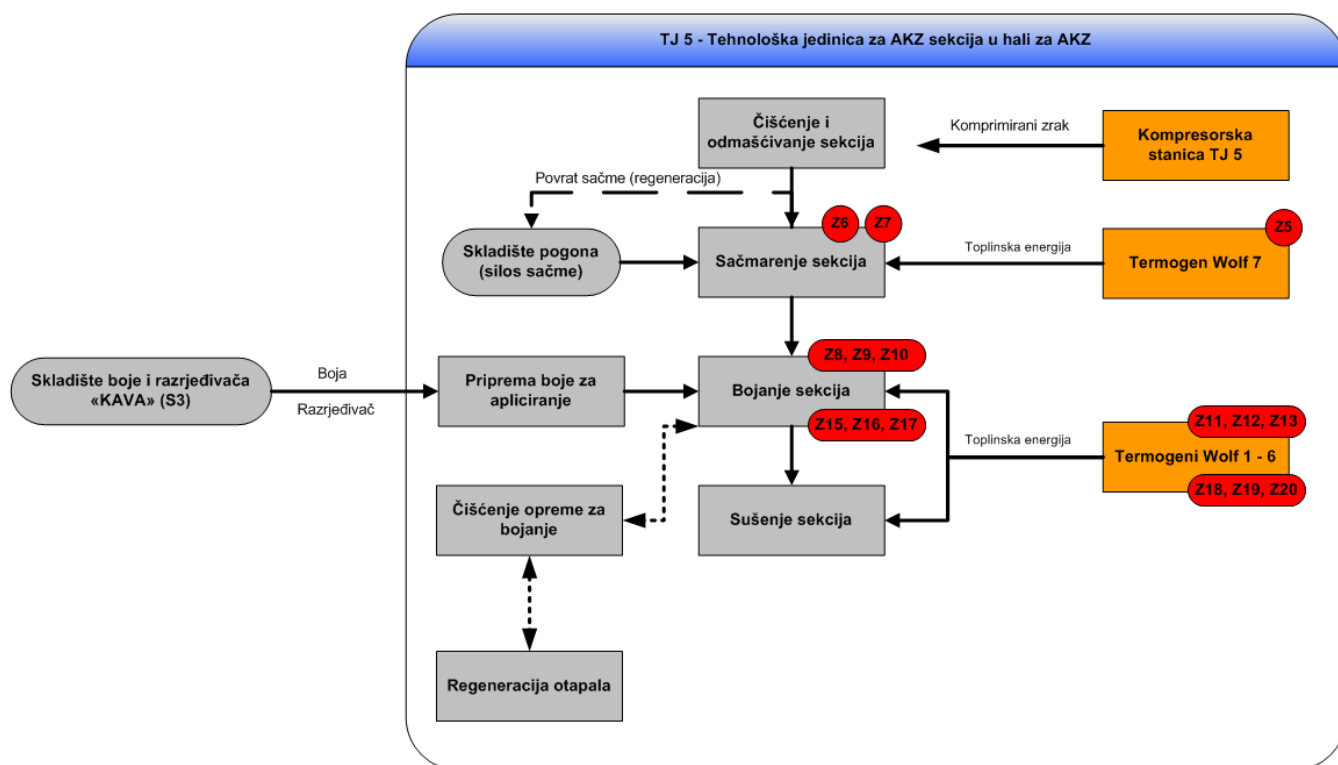 TJ 5 - Tehnološka jedinica za AKZ sekcija u hali za AKZ
Čišćenje i
odmašćivanje sekcija
Komprimirani zrak
Kompresorska
stanica TJ 5
Povrat sačme (regeneracija)
Z6
Z7
Z5
Skladište pogona
(silos sačme)
Sačmarenje sekcija
Toplinska energija
Termogen Wolf 7
Z8, Z9, Z10
Skladište boje i razrjeđivača
«KAVA» (S3)
Boja
Razrjeđivač
Priprema boje za
apliciranje
Bojanje sekcija
Z15, Z16, Z17
Z11, Z12, Z13
Toplinska energija
Termogeni Wolf 1 - 6
Z18, Z19, Z20
Čišćenje opreme za
bojanje
Sušenje sekcija
Regeneracija otapala